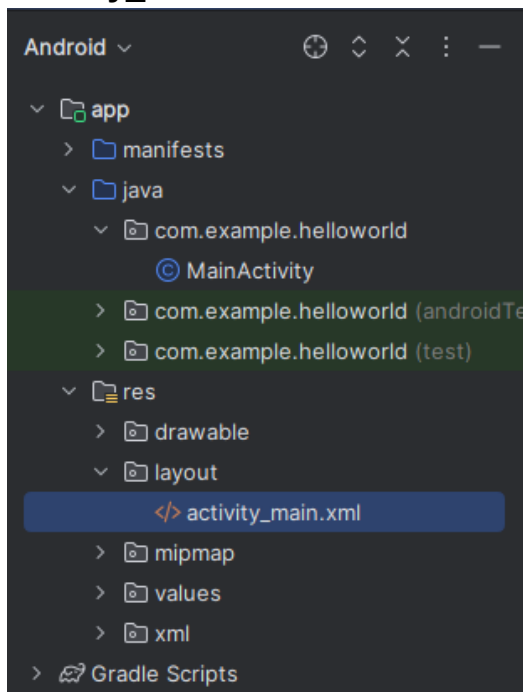 Android
app
manifests
java
com.example.helloworld
MainActivity
com.example.helloworld (androidTe
com.example.helloworld (test)
res
drawable
layout
</> activity_main.xml
mipmap
values
xml
Gradle Scripts